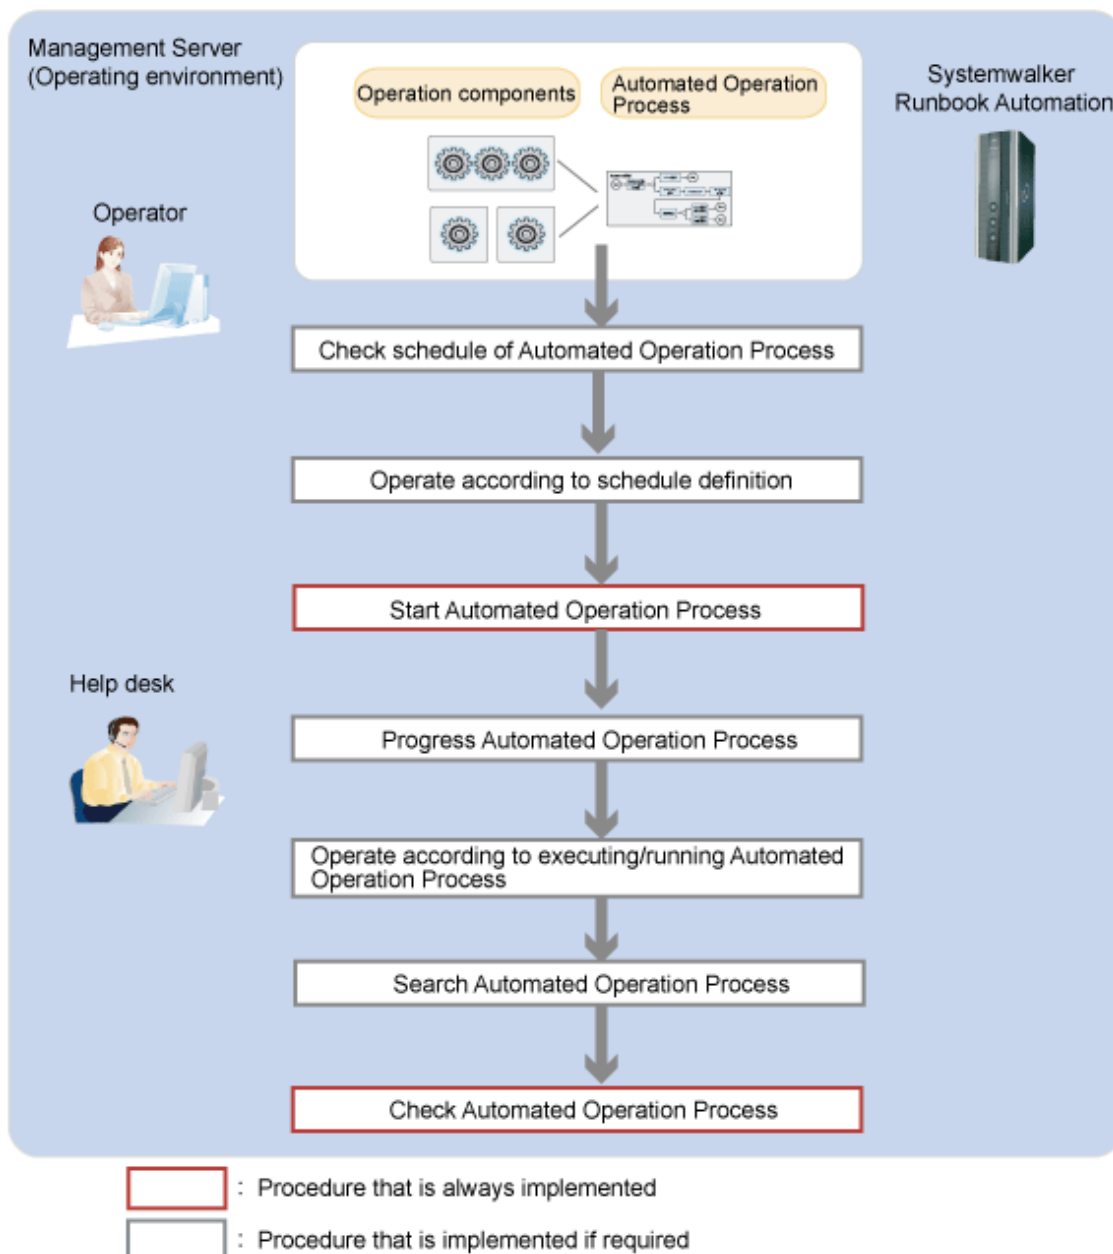 Management Server
(Operating environment)
Operation components
Automated Operation
Process
Systemwalker
Runbook Automation
Operator
Check schedule of Automated Operation Process
Operate according to schedule definition
Start Automated Operation Process
Help desk
Progress Automated Operation Process
Operate according to executing/running Automated
Operation Process
Search Automated Operation Process
Check Automated Operation Process
: Procedure that is always implemented
: Procedure that is implemented if required